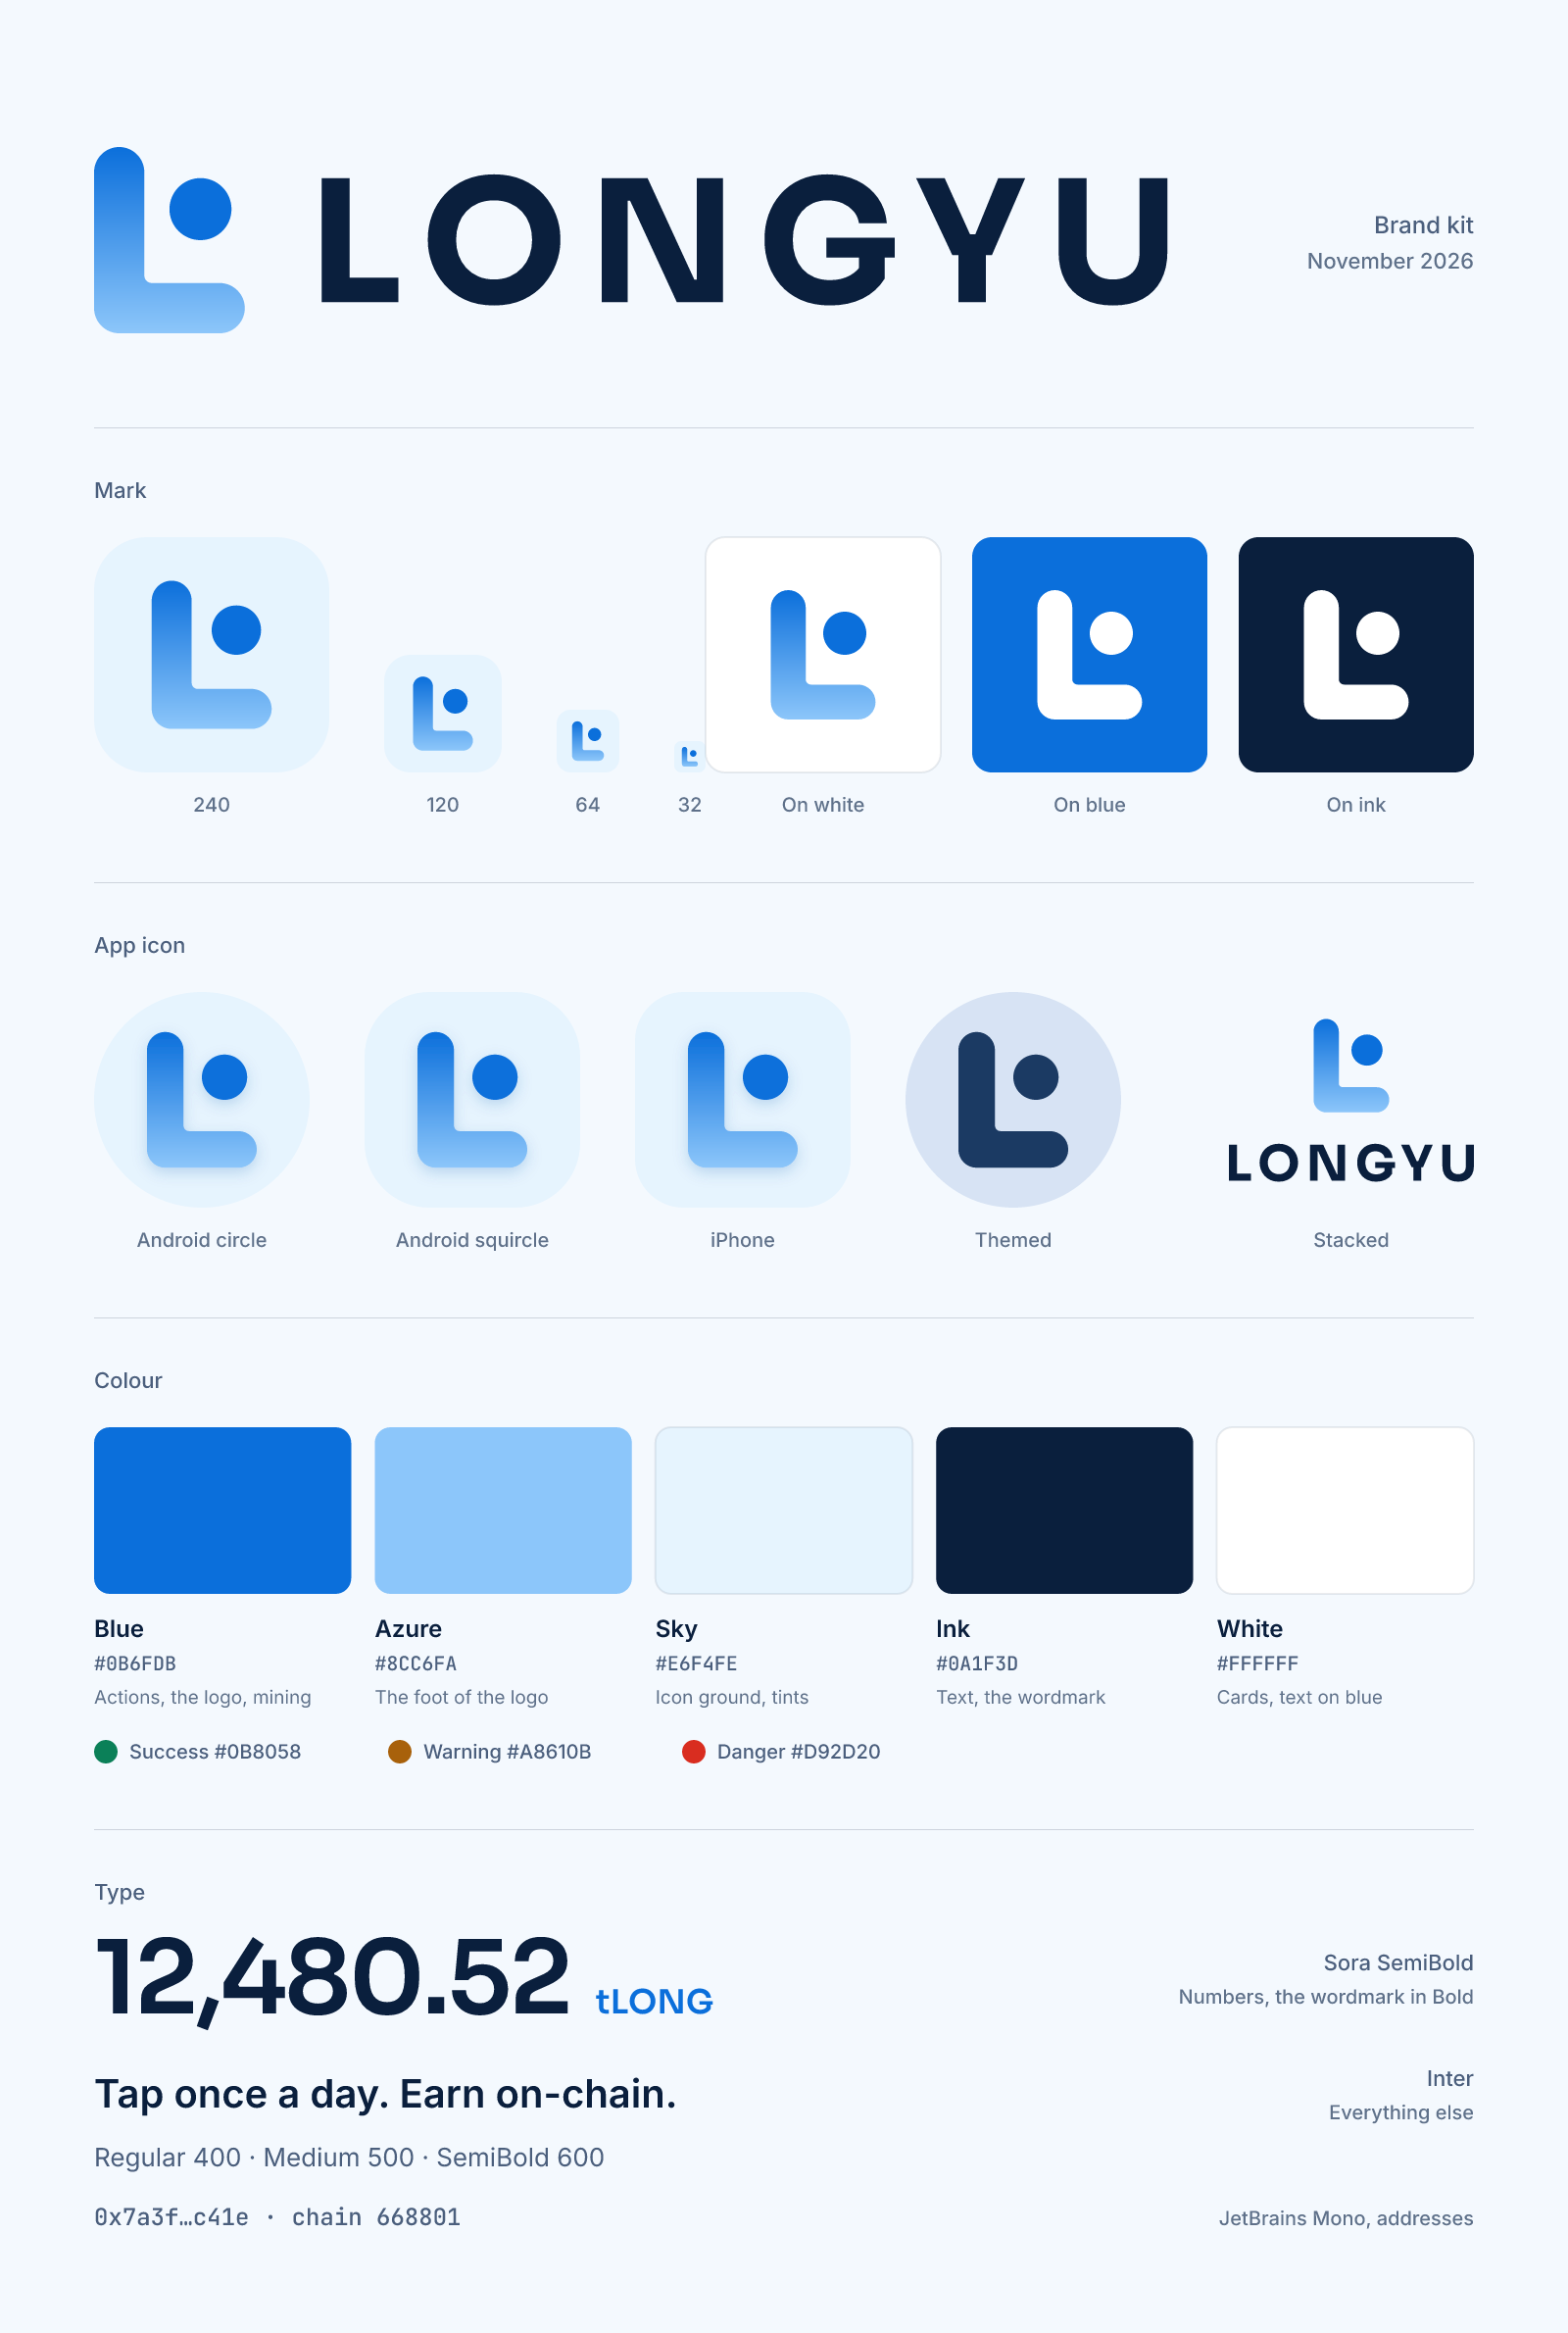 LONGYU
Brand kit
November 2026
Mark
240
120
64
32
On white
On blue
On ink
App icon
LONGYU
Android circle
Android squircle
iPhone
Themed
Stacked
Colour
Blue
#0B6FDB
Actions, the logo, mining
Azure
#8CC6FA
The foot of the logo
Sky
#E6F4FE
Icon ground, tints
Ink
#0A1F3D
Text, the wordmark
White
#FFFFFF
Cards, text on blue
Success #0B8058
Warning #A8610B
Danger #D92D20
Type
12,480.52 tLONG
Sora SemiBold
Numbers, the wordmark in Bold
Tap once a day. Earn on-chain.
Inter
Everything else
Regular 400 · Medium 500 · SemiBold 600
0x7a3f…c41e · chain 668801
JetBrains Mono, addresses